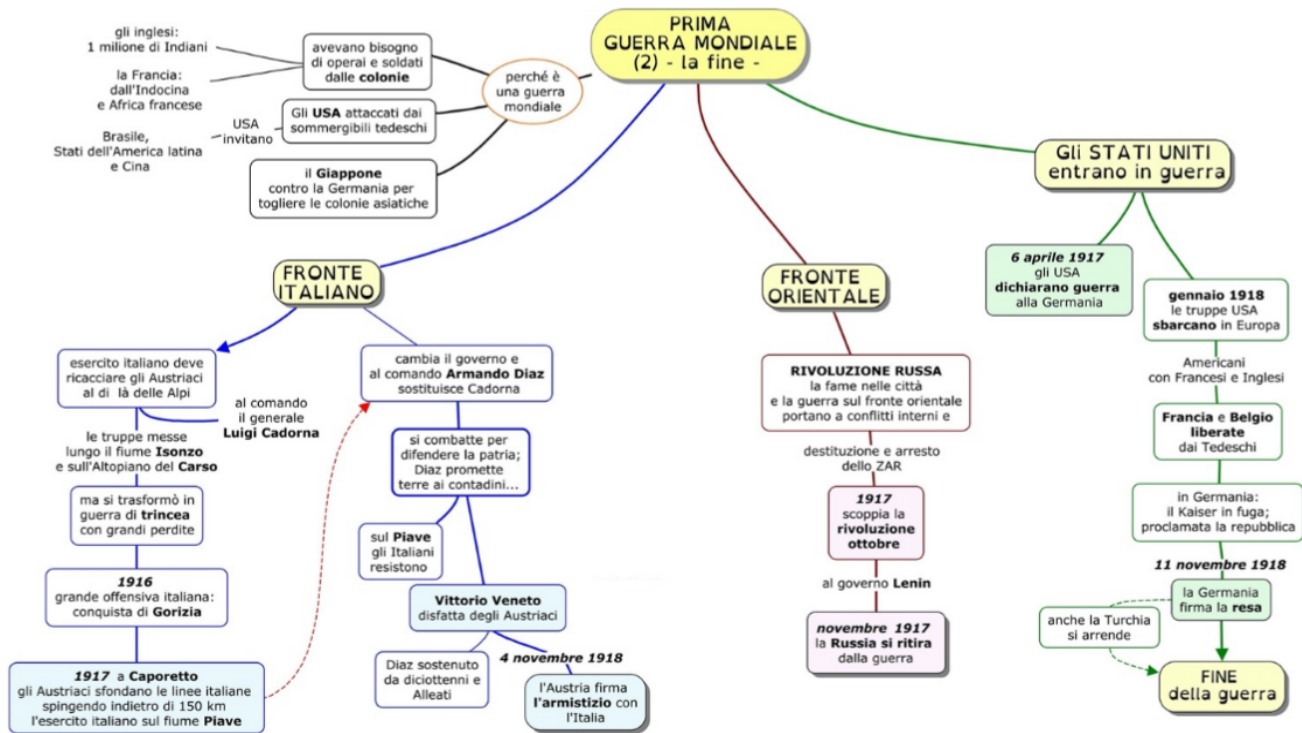 PRIMA
GUERRA MONDIALE
(2) - la fine -
perché è
una guerra
mondiale
avevano bisogno
di operai e soldati
dalle colonie
gli inglesi:
1 milione di Indiani
la Francia:
dall'Indocina
e Africa francese
Gli USA attaccati dai
sommergibili tedeschi
USA
invitano
Brasile,
Stati dell'America latina
e Cina
il Giappone
contro la Germania per
togliere le colonie asiatiche
FRONTE
ITALIANO
esercito italiano deve
ricacciare gli Austriaci
al di là delle Alpi
al comando
il generale
Luigi Cadorna
le truppe messe
lungo il fiume Isonzo
e sull'Altopiano del Carso
ma si trasformò in
guerra di trincea
con grandi perdite
1916
grande offensiva italiana:
conquista di Gorizia
1917 a Caporetto
gli Austriaci sfondano le linee italiane
spingendo indietro di 150 km
l'esercito italiano sul fiume Piave
cambia il governo e
al comando Armando Diaz
sostituisce Cadorna
si combatte per
difendere la patria;
Diaz promette
terre ai contadini...
sul Piave
gli Italiani
resistono
Vittorio Veneto
disfatta degli Austriaci
Diaz sostenuto
da diciottenni e
Alleati
4 novembre 1918
l'Austria firma
l'armistizio con
l'Italia
FRONTE
ORIENTALE
RIVOLUZIONE RUSSA
la fame nelle città
e la guerra sul fronte orientale
portano a conflitti interni e
destituzione e arresto
dello ZAR
1917
scoppia la
rivoluzione
ottobre
al governo Lenin
novembre 1917
la Russia si ritira
dalla guerra
Gli STATI UNITI
entrano in guerra
6 aprile 1917
gli USA
dichiarano guerra
alla Germania
gennaio 1918
le truppe USA
sbarcano in Europa
Americani
con Francesi e Inglesi
Francia e Belgio
liberate
dai Tedeschi
in Germania:
il Kaiser in fuga;
proclamata la repubblica
11 novembre 1918
la Germania
firma la resa
anche la Turchia
si arrende
FINE
della guerra